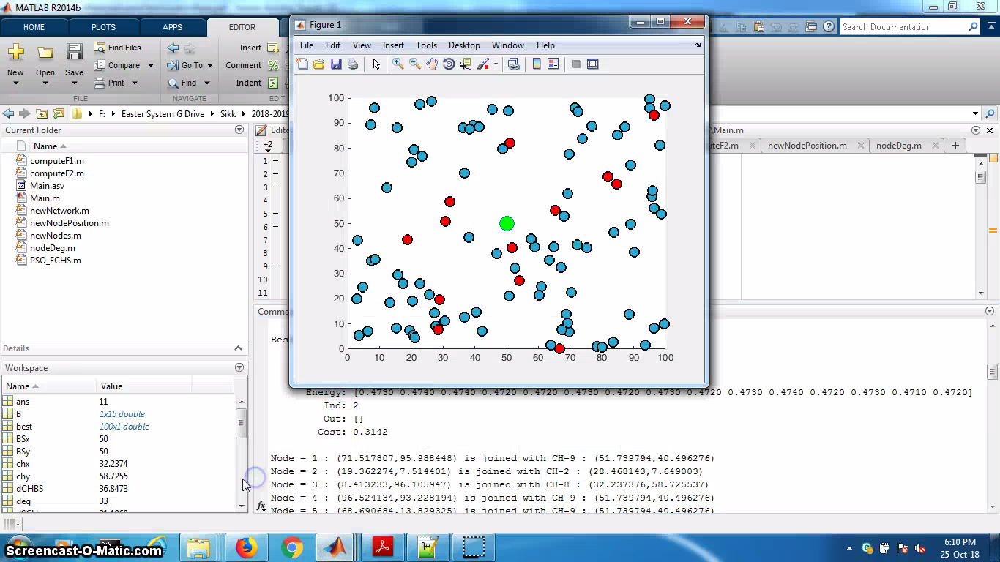 MATLAB R2014b
HOME PLOTS APPS EDITOR
Search Documentation
New Open Save
Find Files
Compare
Print
Go To
Find
Insert
Comment
Indent
FILE NAVIGATE EDIT
F: Easter System G Drive Sikk 2018-2019
Current Folder
Name
computeF1.m
computeF2.m
Main.asv
Main.m
newNetwork.m
newNodePosition.m
newNodes.m
nodeDeg.m
PSO_ECHS.m
Details
Workspace
Name Value
ans 11
B 1x15 double
best 100x1 double
BSx 50
BSy 50
chx 32.2374
chy 58.7255
dCHBS 36.8473
deg 33
Figure 1
File Edit View Insert Tools Desktop Window Help
100
90
80
70
60
50
40
30
20
10
0
0 10 20 30 40 50 60 70 80 90 100
\Main.m
+2
newNodePosition.m nodeDeg.m
1
2
3
4
5
6
7
8
9
10
11
Energy: [0.4730 0.4740 0.4740 0.4720 0.4730 0.4730 0.4730 0.4720 0.4720 0.4730 0.4740 0.4720 0.4730 0.4710 0.4720]
Ind: 2
Out: []
Cost: 0.3142
Node = 1 : (71.517807,95.988448) is joined with CH-9 : (51.739794,40.496276)
Node = 2 : (19.362274,7.514401) is joined with CH-2 : (28.468143,7.649003)
Node = 3 : (8.413233,96.105947) is joined with CH-8 : (32.237376,58.725537)
Node = 4 : (96.524134,93.228194) is joined with CH-9 : (51.739794,40.496276)
Node = 5 : (68.690684,13.829325) is joined with CH-9 : (51.739794,40.496276)
fx
Screencast-O-Matic.com
6:10 PM
25-Oct-18